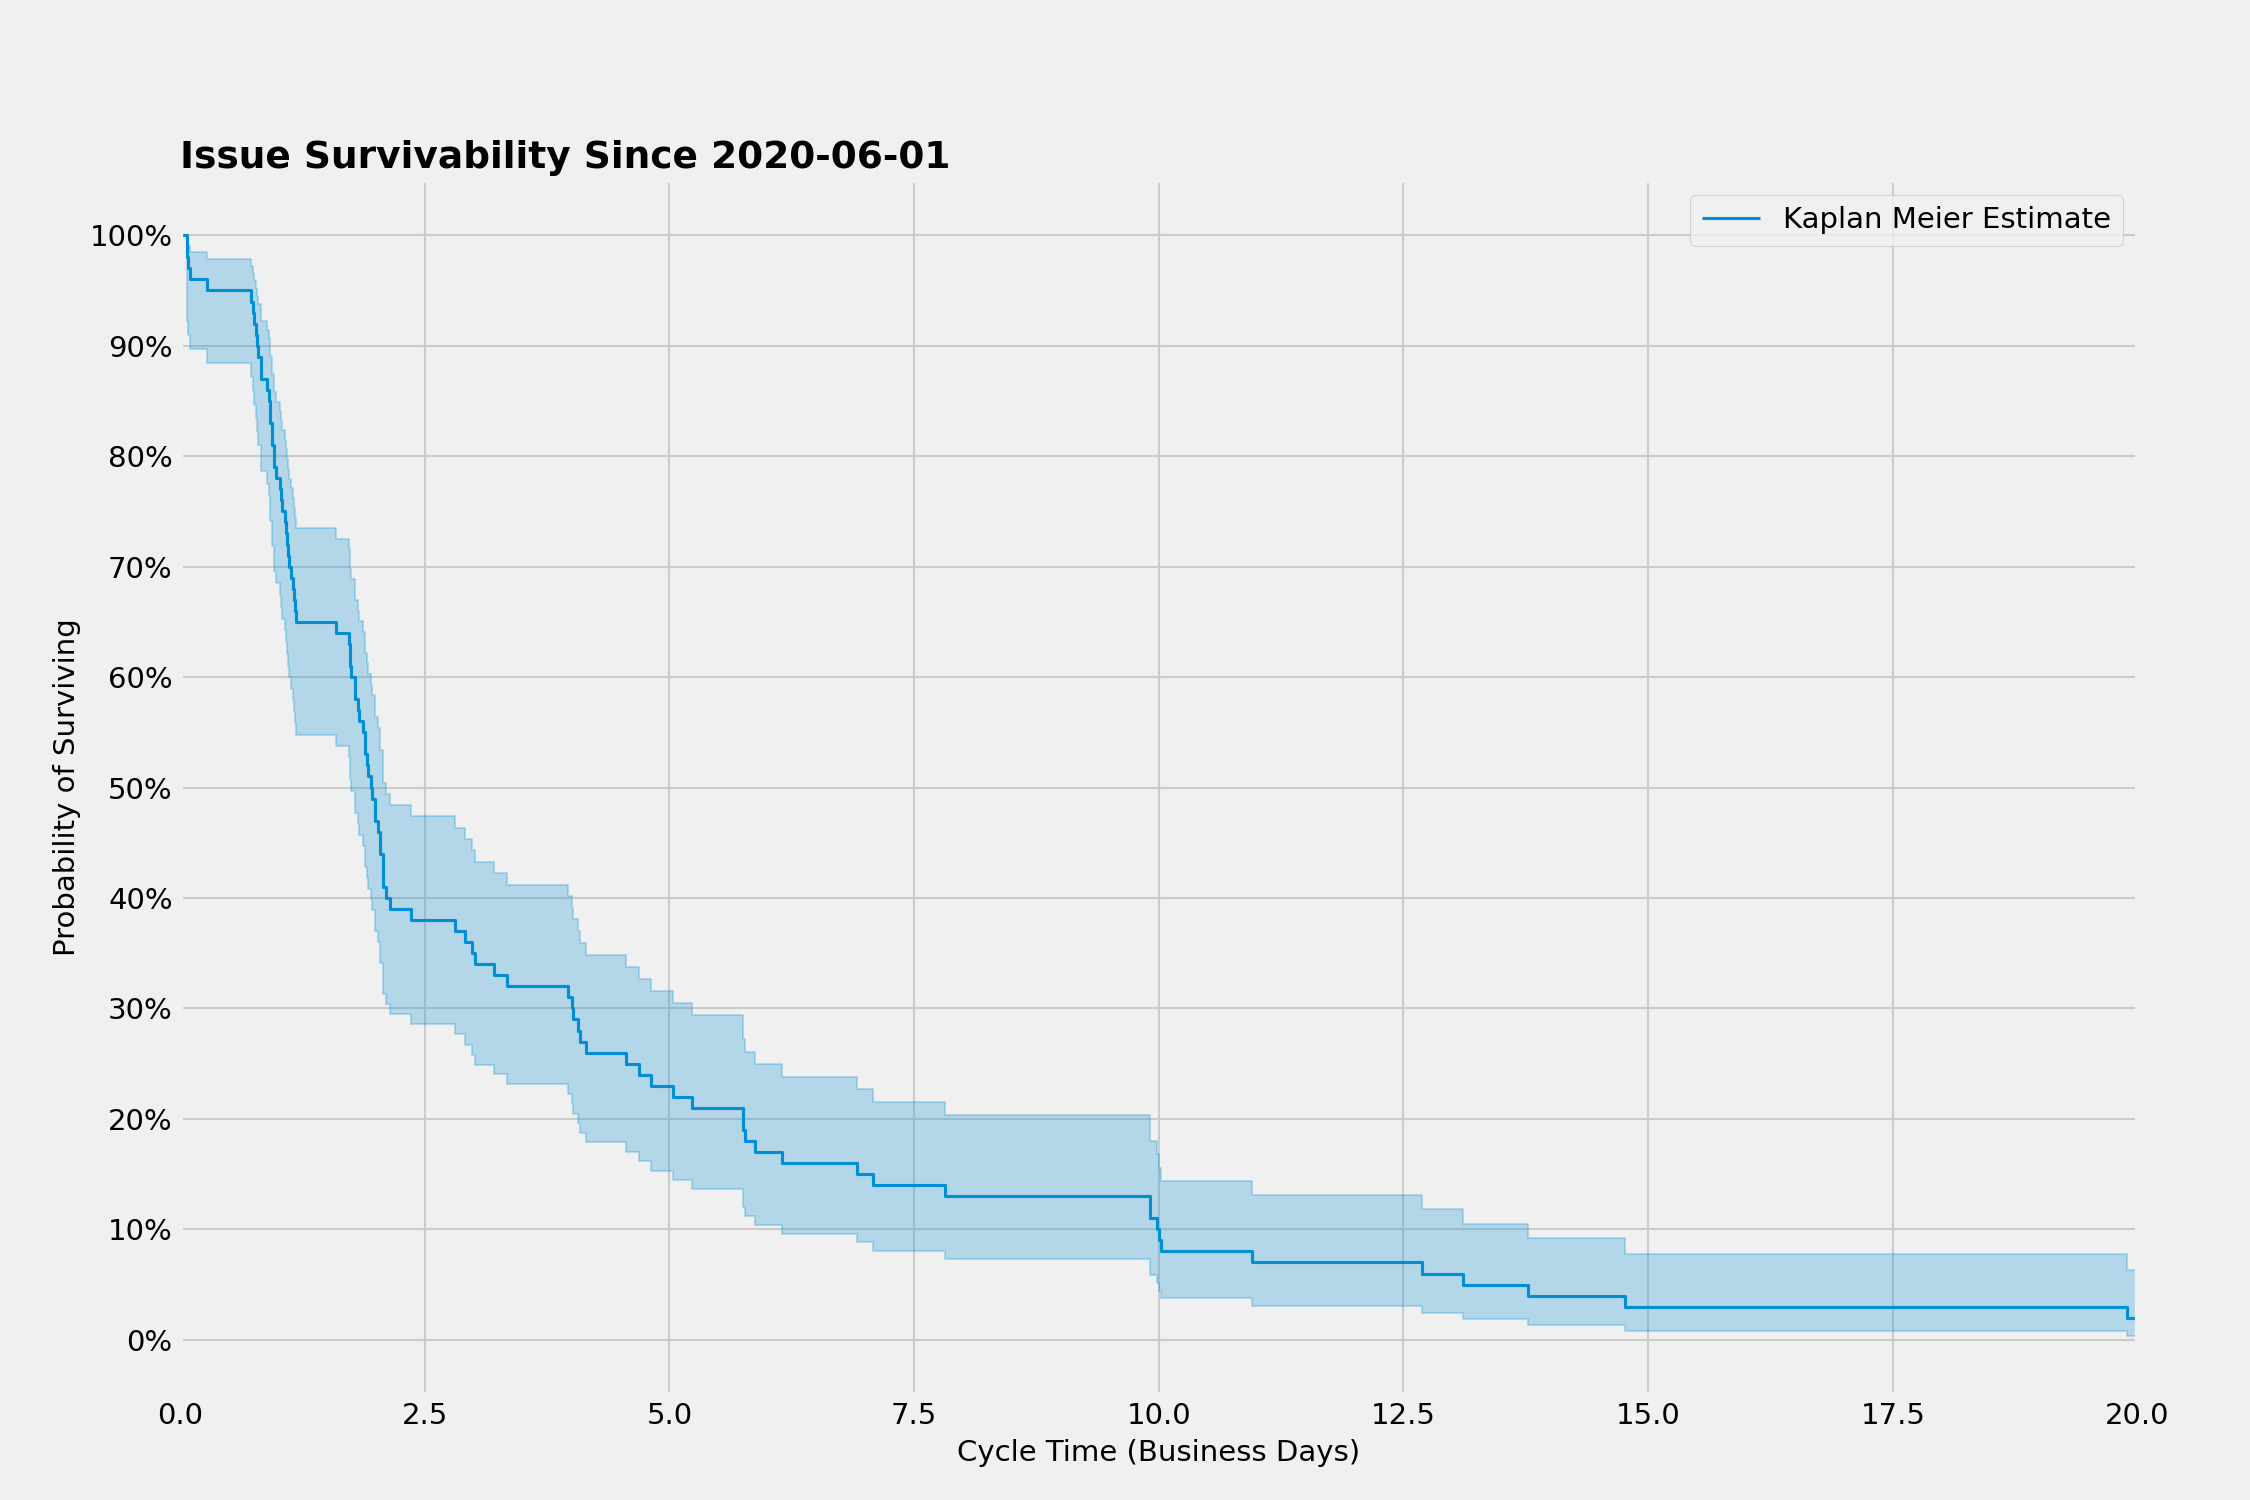 Issue Survivability Since 2020-06-01
Kaplan Meier Estimate
100%
90%
80%
70%
60%
50%
40%
30%
20%
10%
0%
Probability of Surviving
0.0 2.5 5.0 7.5 10.0 12.5 15.0 17.5 20.0
Cycle Time (Business Days)